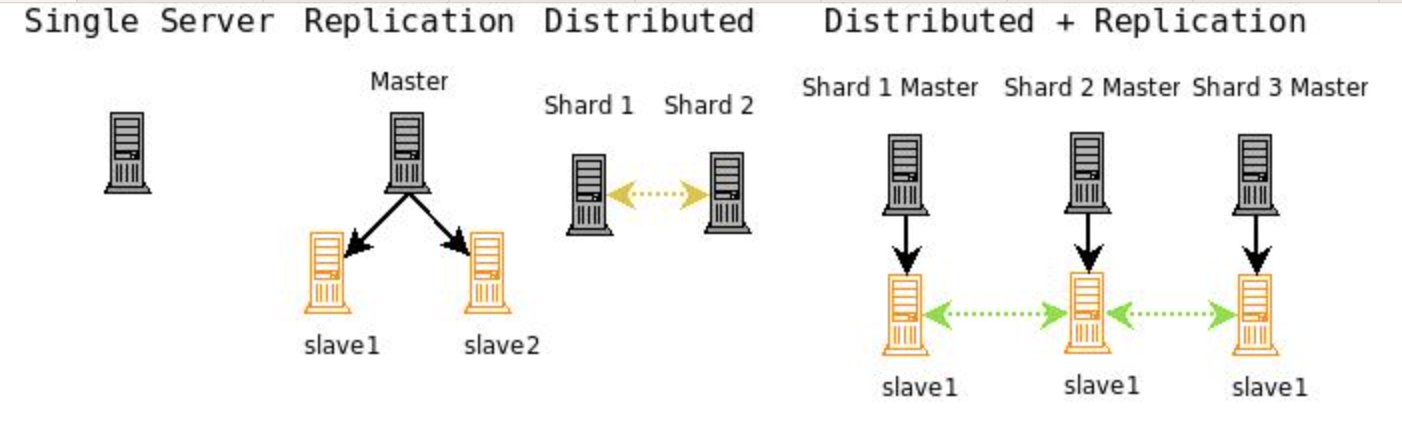 Single Server
Replication
Distributed
Distributed + Replication
Master
slave1
slave2
Shard 1
Shard 2
Shard 1 Master
Shard 2 Master
Shard 3 Master
slave1
slave1
slave1